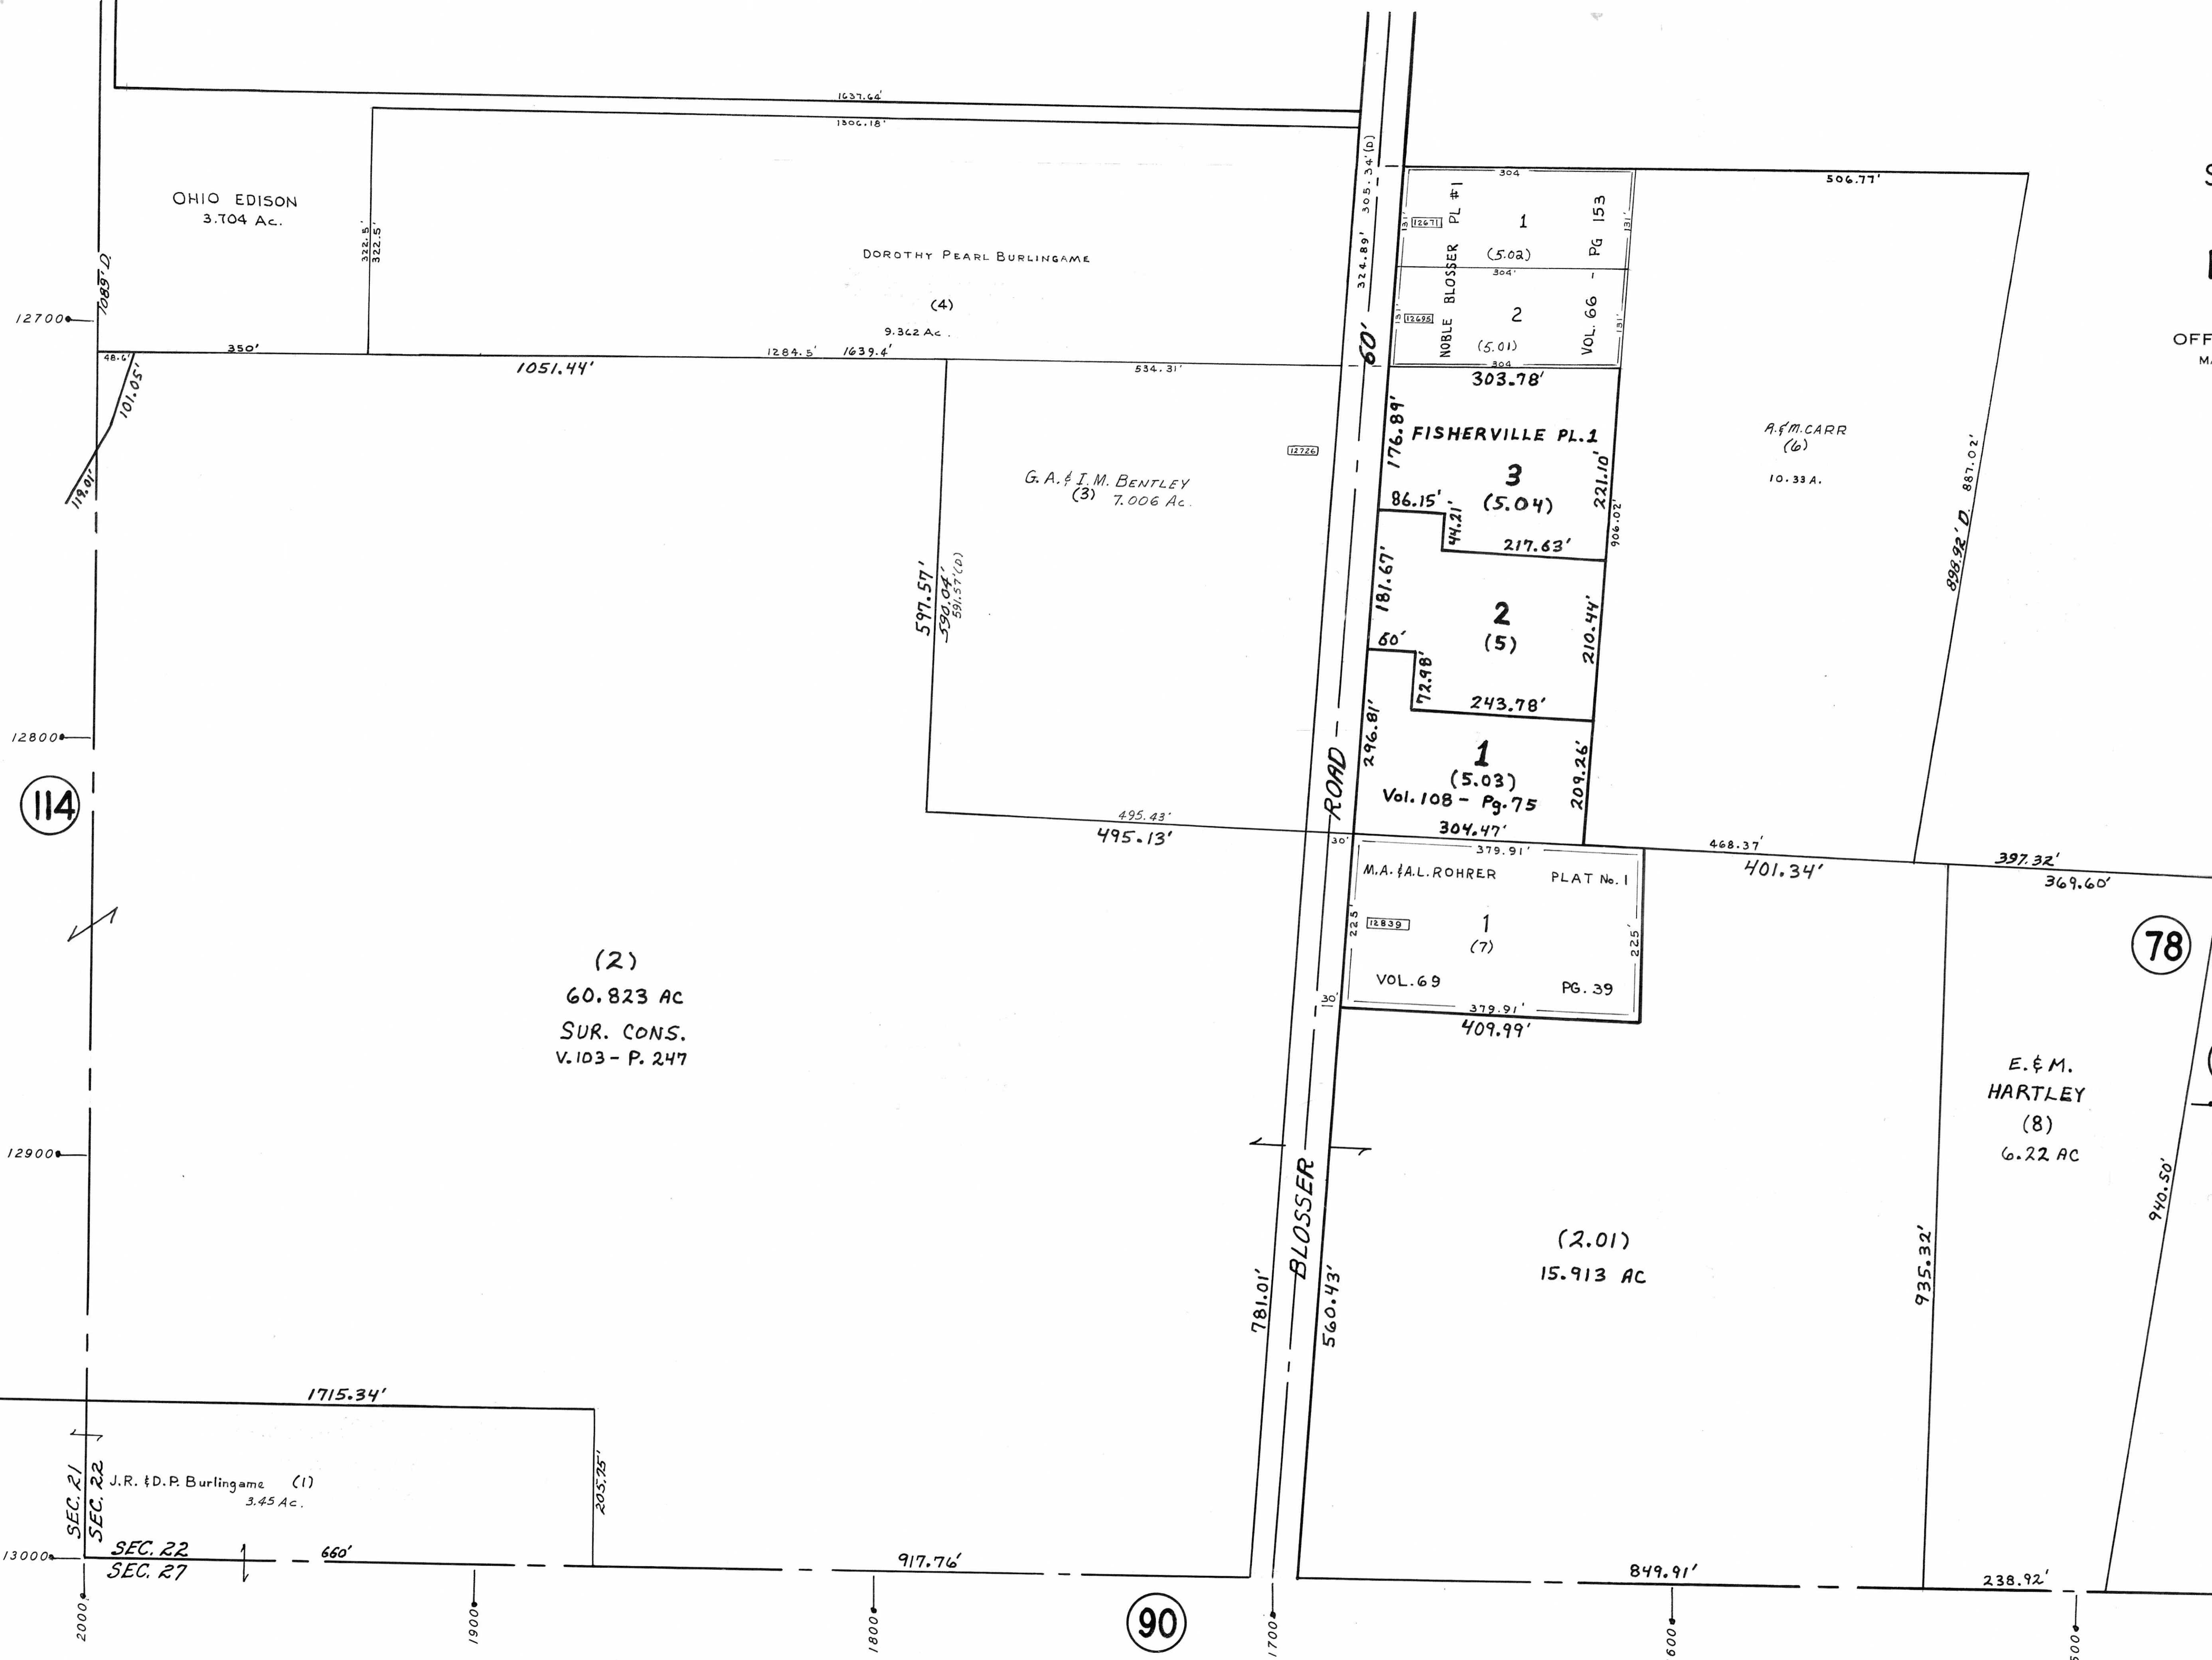 1637.64'
1306.18'
OHIO EDISON
3.704 Ac.
322.5'
322.5'
1089' D.
DOROTHY PEARL BURLINGAME
(4)
9.362 Ac.
12700
48.6'
350'
1051.44'
1284.5'
1639.4'
534.31'
101.05'
119.01'
305.34'(D)
324.89'
60'
304
131'
12671
NOBLE BLOSSER PL #1
1
(5.02)
VOL. 66 - PG 153
131'
304'
131'
12695
2
(5.01)
131'
304
506.77'
S
OFF
M
303.78'
176.89'
FISHERVILLE PL.1
3
(5.04)
221.10'
906.02'
86.15'
44.21'
217.63'
A. & M. CARR
(6)
10.33 A.
887.02'
898.92' D.
12726
G. A. & I. M. BENTLEY
(3) 7.006 Ac.
597.57'
590.04'
591.57'(D)
181.67'
2
(5)
210.44'
60'
72.98'
243.78'
12800
296.81'
1
(5.03)
Vol. 108 - Pg. 75
209.26'
304.47'
114
495.43'
495.13'
ROAD
30'
379.91'
468.37'
401.34'
397.32'
369.60'
M.A. & A.L. ROHRER PLAT No. 1
225'
12839
1
(7)
225'
VOL. 69 PG. 39
30'
379.91'
409.99'
78
(2)
60.823 AC
SUR. CONS.
V. 103 - P. 247
E. & M.
HARTLEY
(8)
6.22 AC
12900
BLOSSER
781.01'
560.43'
(2.01)
15.913 AC
935.32'
940.50'
1715.34'
205.25'
SEC. 21
SEC. 22
J.R. & D.P. Burlingame (1)
3.45 Ac.
13000
SEC. 22
SEC. 27
660'
917.76'
849.91'
238.92'
2000
1900
1800
90
1700
600
500